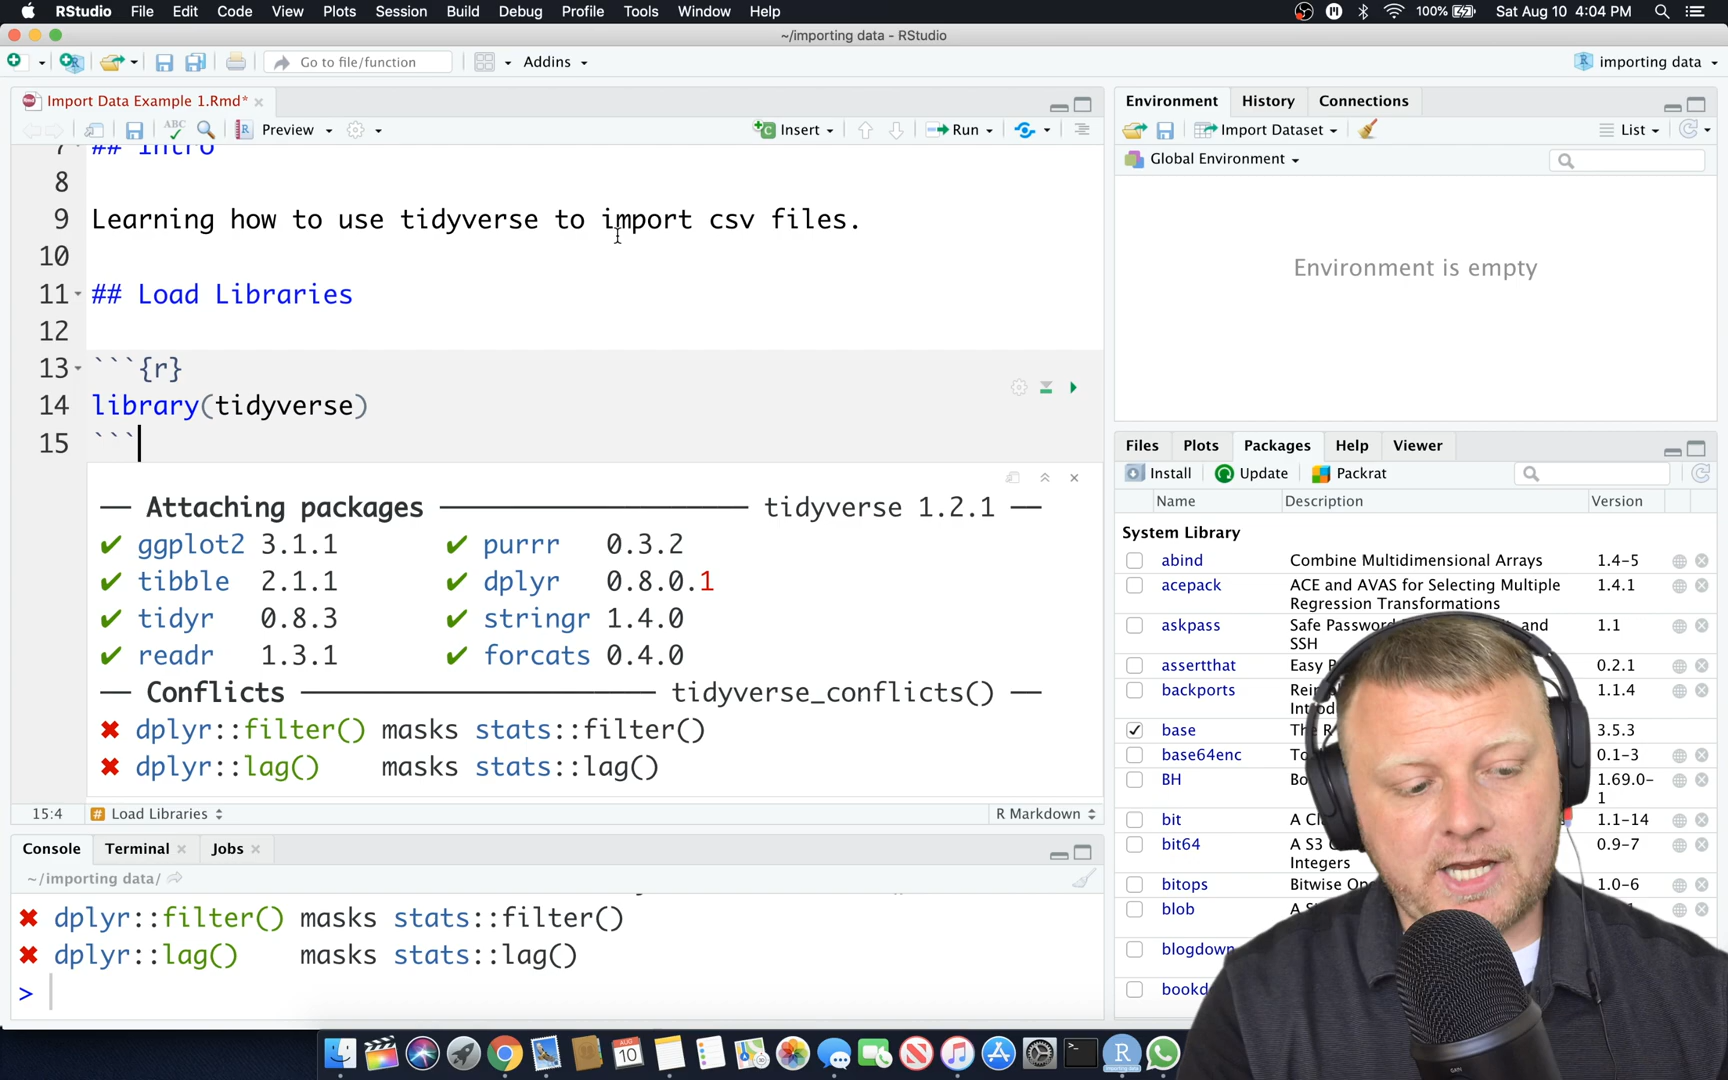 RStudio File Edit Code View Plots Session Build Debug Profile Tools Window Help 100% Sat Aug 10 4:04 PM
~/importing data - RStudio
Go to file/function Addins importing data
Import Data Example 1.Rmd*
ABC Preview Insert Run
7 ## Intro
8
9 Learning how to use tidyverse to import csv files.
10
11 ## Load Libraries
12
13 ```{r}
14 library(tidyverse)
15 ```
── Attaching packages ── tidyverse 1.2.1 ──
✔ ggplot2 3.1.1 ✔ purrr 0.3.2
✔ tibble 2.1.1 ✔ dplyr 0.8.0.1
✔ tidyr 0.8.3 ✔ stringr 1.4.0
✔ readr 1.3.1 ✔ forcats 0.4.0
── Conflicts ── tidyverse_conflicts() ──
✖ dplyr::filter() masks stats::filter()
✖ dplyr::lag() masks stats::lag()
15:4 # Load Libraries R Markdown
Console Terminal Jobs
~/importing data/
✖ dplyr::filter() masks stats::filter()
✖ dplyr::lag() masks stats::lag()
>
Environment History Connections
Import Dataset List
Global Environment
Environment is empty
Files Plots Packages Help Viewer
Install Update Packrat
Name Description Version
System Library
abind Combine Multidimensional Arrays 1.4-5
acepack ACE and AVAS for Selecting Multiple 1.4.1
Regression Transformations
askpass Safe Password and 1.1
SSH
assertthat Easy 0.2.1
backports 1.1.4
base The R 3.5.3
base64enc 0.1-3
BH 1.69.0-
1
bit 1.1-14
bit64 A S3 0.9-7
Integers
bitops Bitwise 1.0-6
blob
blogdown
AUG
10